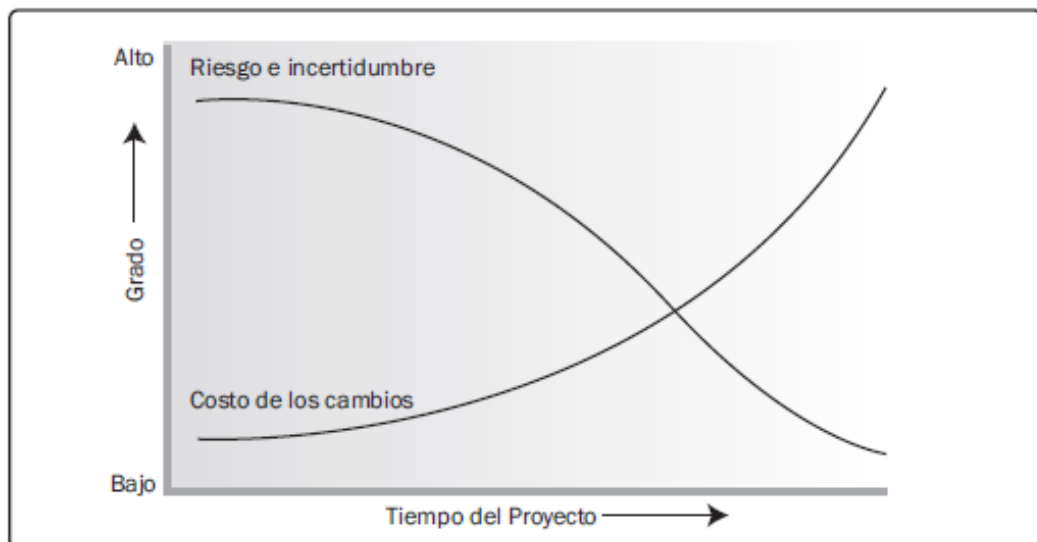 Alto
Riesgo e incertidumbre
Grado
Costo de los cambios
Bajo
Tiempo del Proyecto